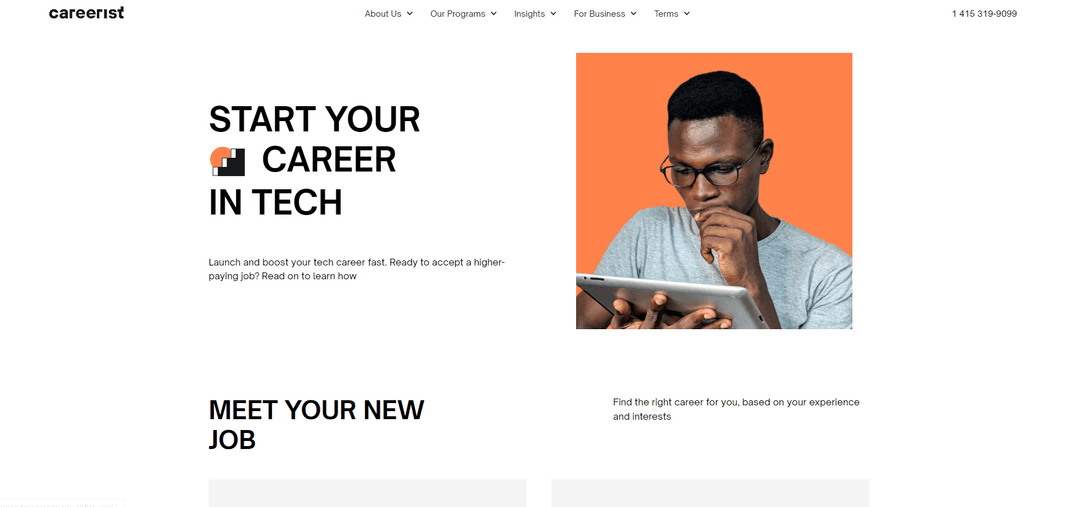 careerist
About Us
Our Programs
Insights
For Business
Terms
1 415 319-9099
START YOUR
CAREER
IN TECH
Launch and boost your tech career fast. Ready to accept a higher-
paying job? Read on to learn how
MEET YOUR NEW
JOB
Find the right career for you, based on your experience
and interests